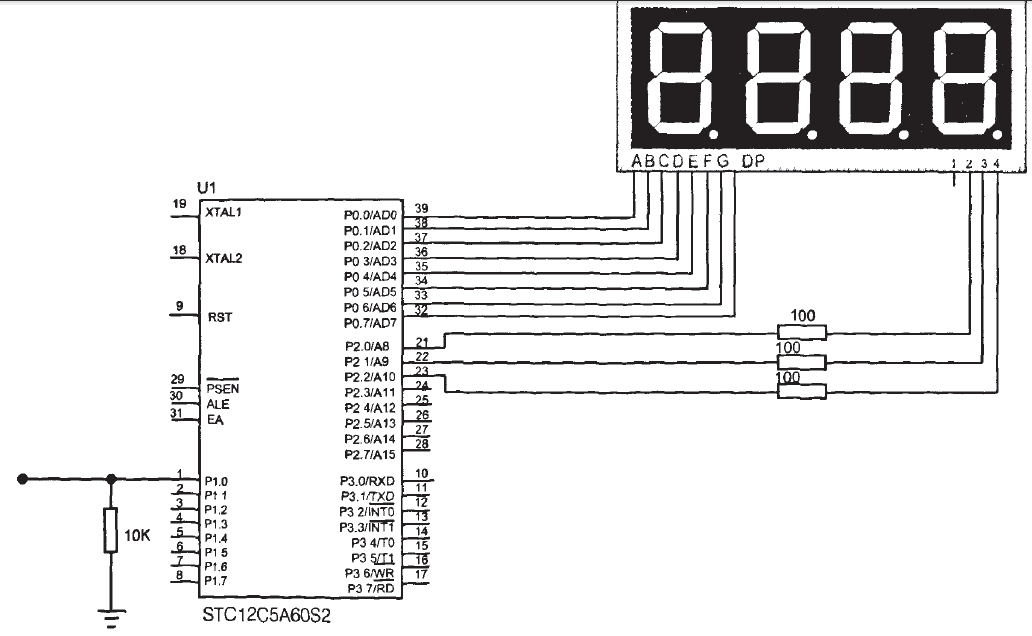 ABCDEFG DP
1 2 3 4
U1
19 XTAL1
18 XTAL2
9 RST
29 PSEN
30 ALE
31 EA
1 P1.0
2 P1 1
3 P1.2
4 P1.3
5 P1.4
6 P1 5
7 P1.6
8 P1.7
P0.0/AD0 39
P0.1/AD1 38
P0.2/AD2 37
P0 3/AD3 36
P0 4/AD4 35
P0 5/AD5 34
P0 6/AD6 33
P0.7/AD7 32
P2.0/A8 21
P2 1/A9 22
P2.2/A10 23
P2.3/A11 24
P2 4/A12 25
P2.5/A13 26
P2.6/A14 27
P2.7/A15 28
P3.0/RXD 10
P3.1/TXD 11
P3 2/INT0 12
P3.3/INT1 13
P3 4/T0 14
P3 5/T1 15
P3 6/WR 16
P3 7/RD 17
100
100
100
10K
STC12C5A60S2